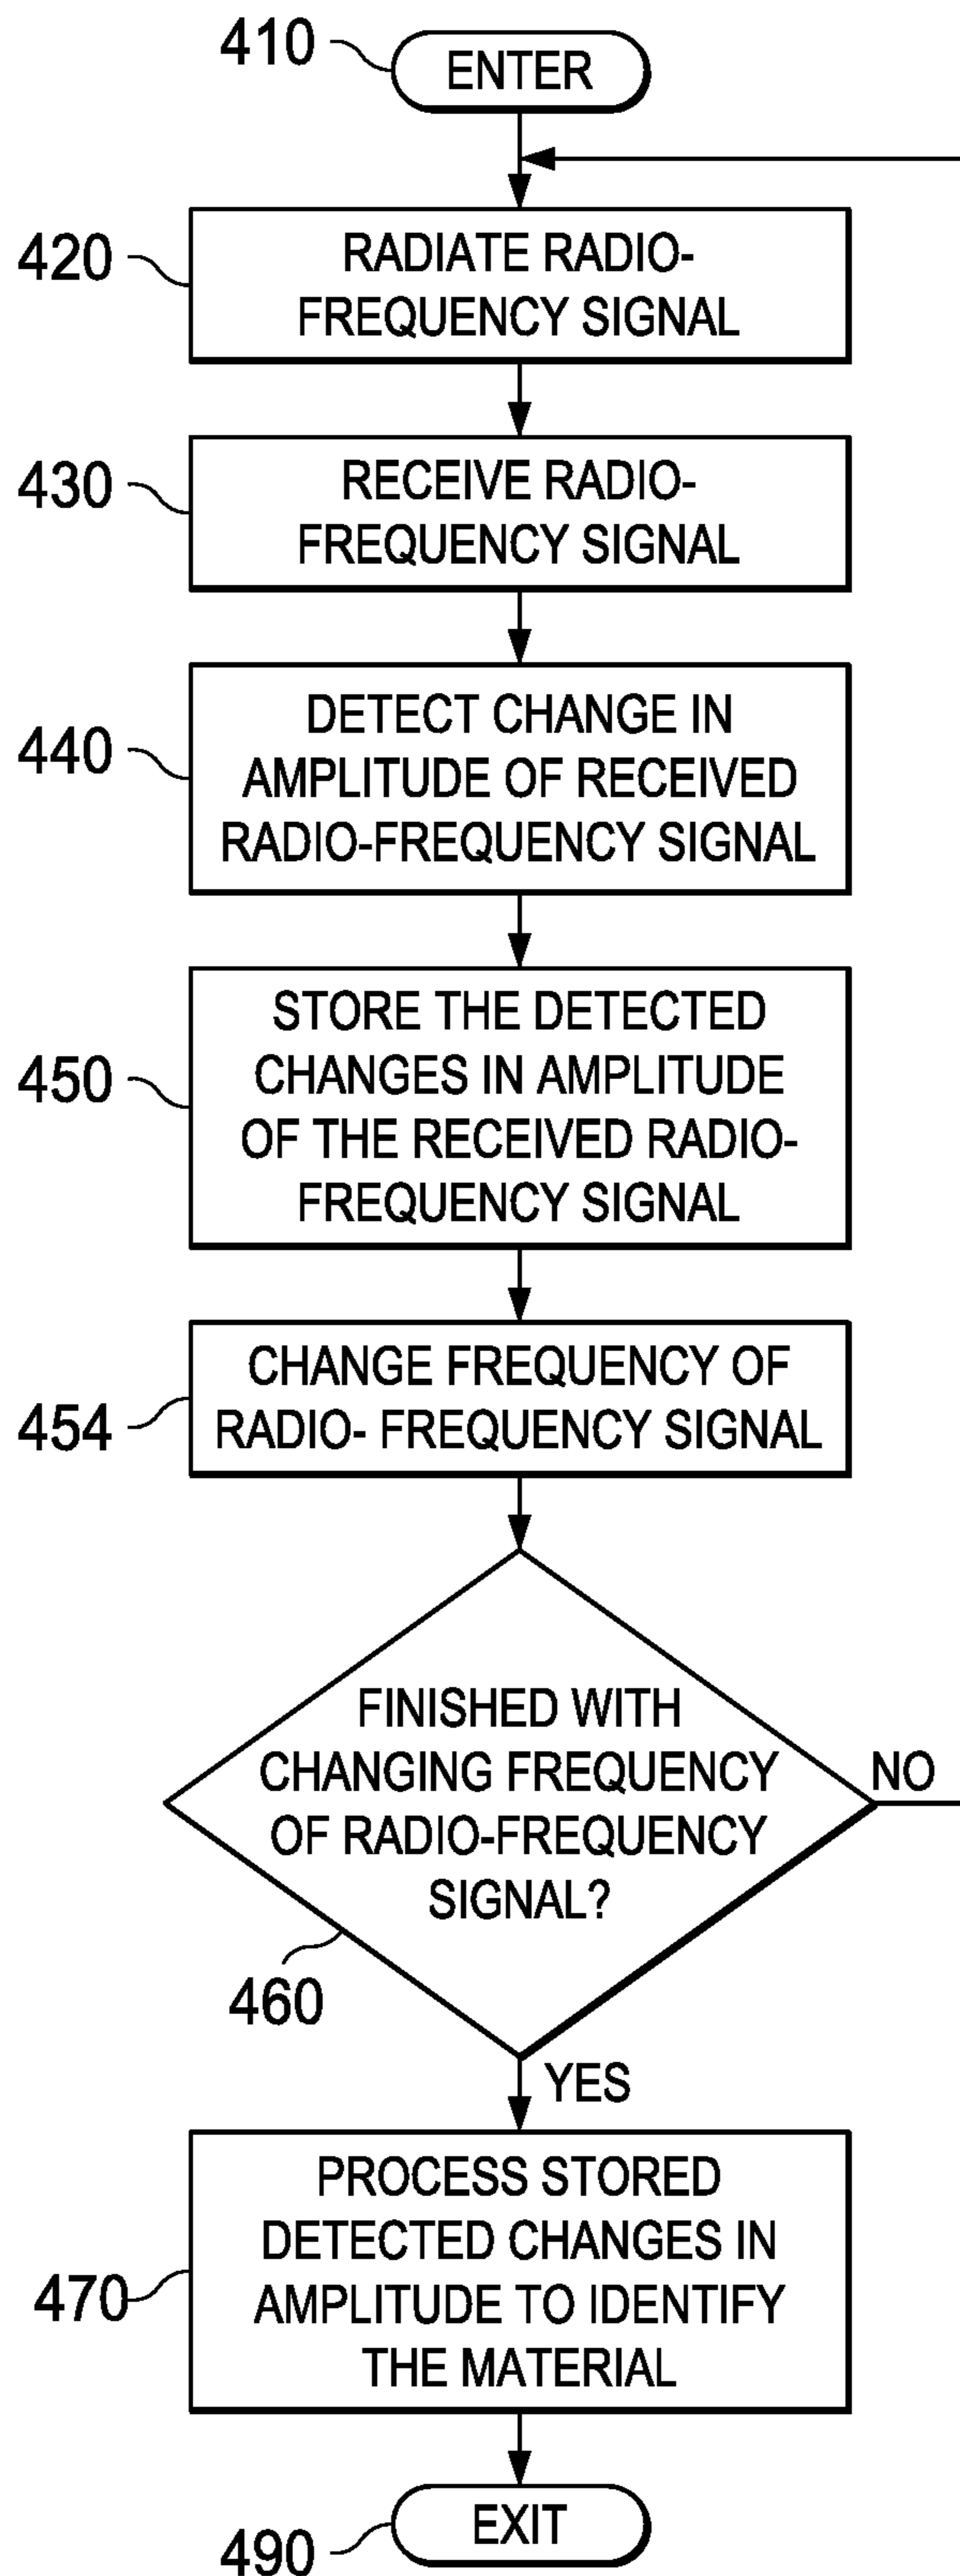 410
ENTER
420
RADIATE RADIO-
FREQUENCY SIGNAL
430
RECEIVE RADIO-
FREQUENCY SIGNAL
440
DETECT CHANGE IN
AMPLITUDE OF RECEIVED
RADIO-FREQUENCY SIGNAL
450
STORE THE DETECTED
CHANGES IN AMPLITUDE
OF THE RECEIVED RADIO-
FREQUENCY SIGNAL
454
CHANGE FREQUENCY OF
RADIO- FREQUENCY SIGNAL
FINISHED WITH
CHANGING FREQUENCY
OF RADIO-FREQUENCY
SIGNAL?
NO
460
YES
470
PROCESS STORED
DETECTED CHANGES IN
AMPLITUDE TO IDENTIFY
THE MATERIAL
490
EXIT